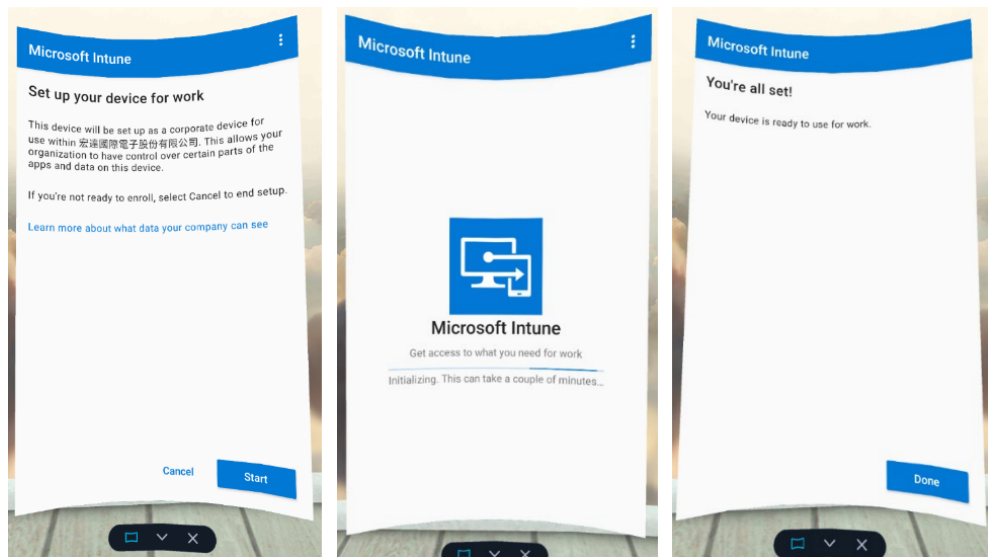 Microsoft Intune
Set up your device for work
This device will be set up as a corporate device for
use within 宏達國際電子股份有限公司. This allows your
organization to have control over certain parts of the
apps and data on this device.
If you're not ready to enroll, select Cancel to end setup.
Learn more about what data your company can see
Cancel
Start
Microsoft Intune
Microsoft Intune
Get access to what you need for work
Initializing. This can take a couple of minutes...
Microsoft Intune
You're all set!
Your device is ready to use for work.
Done